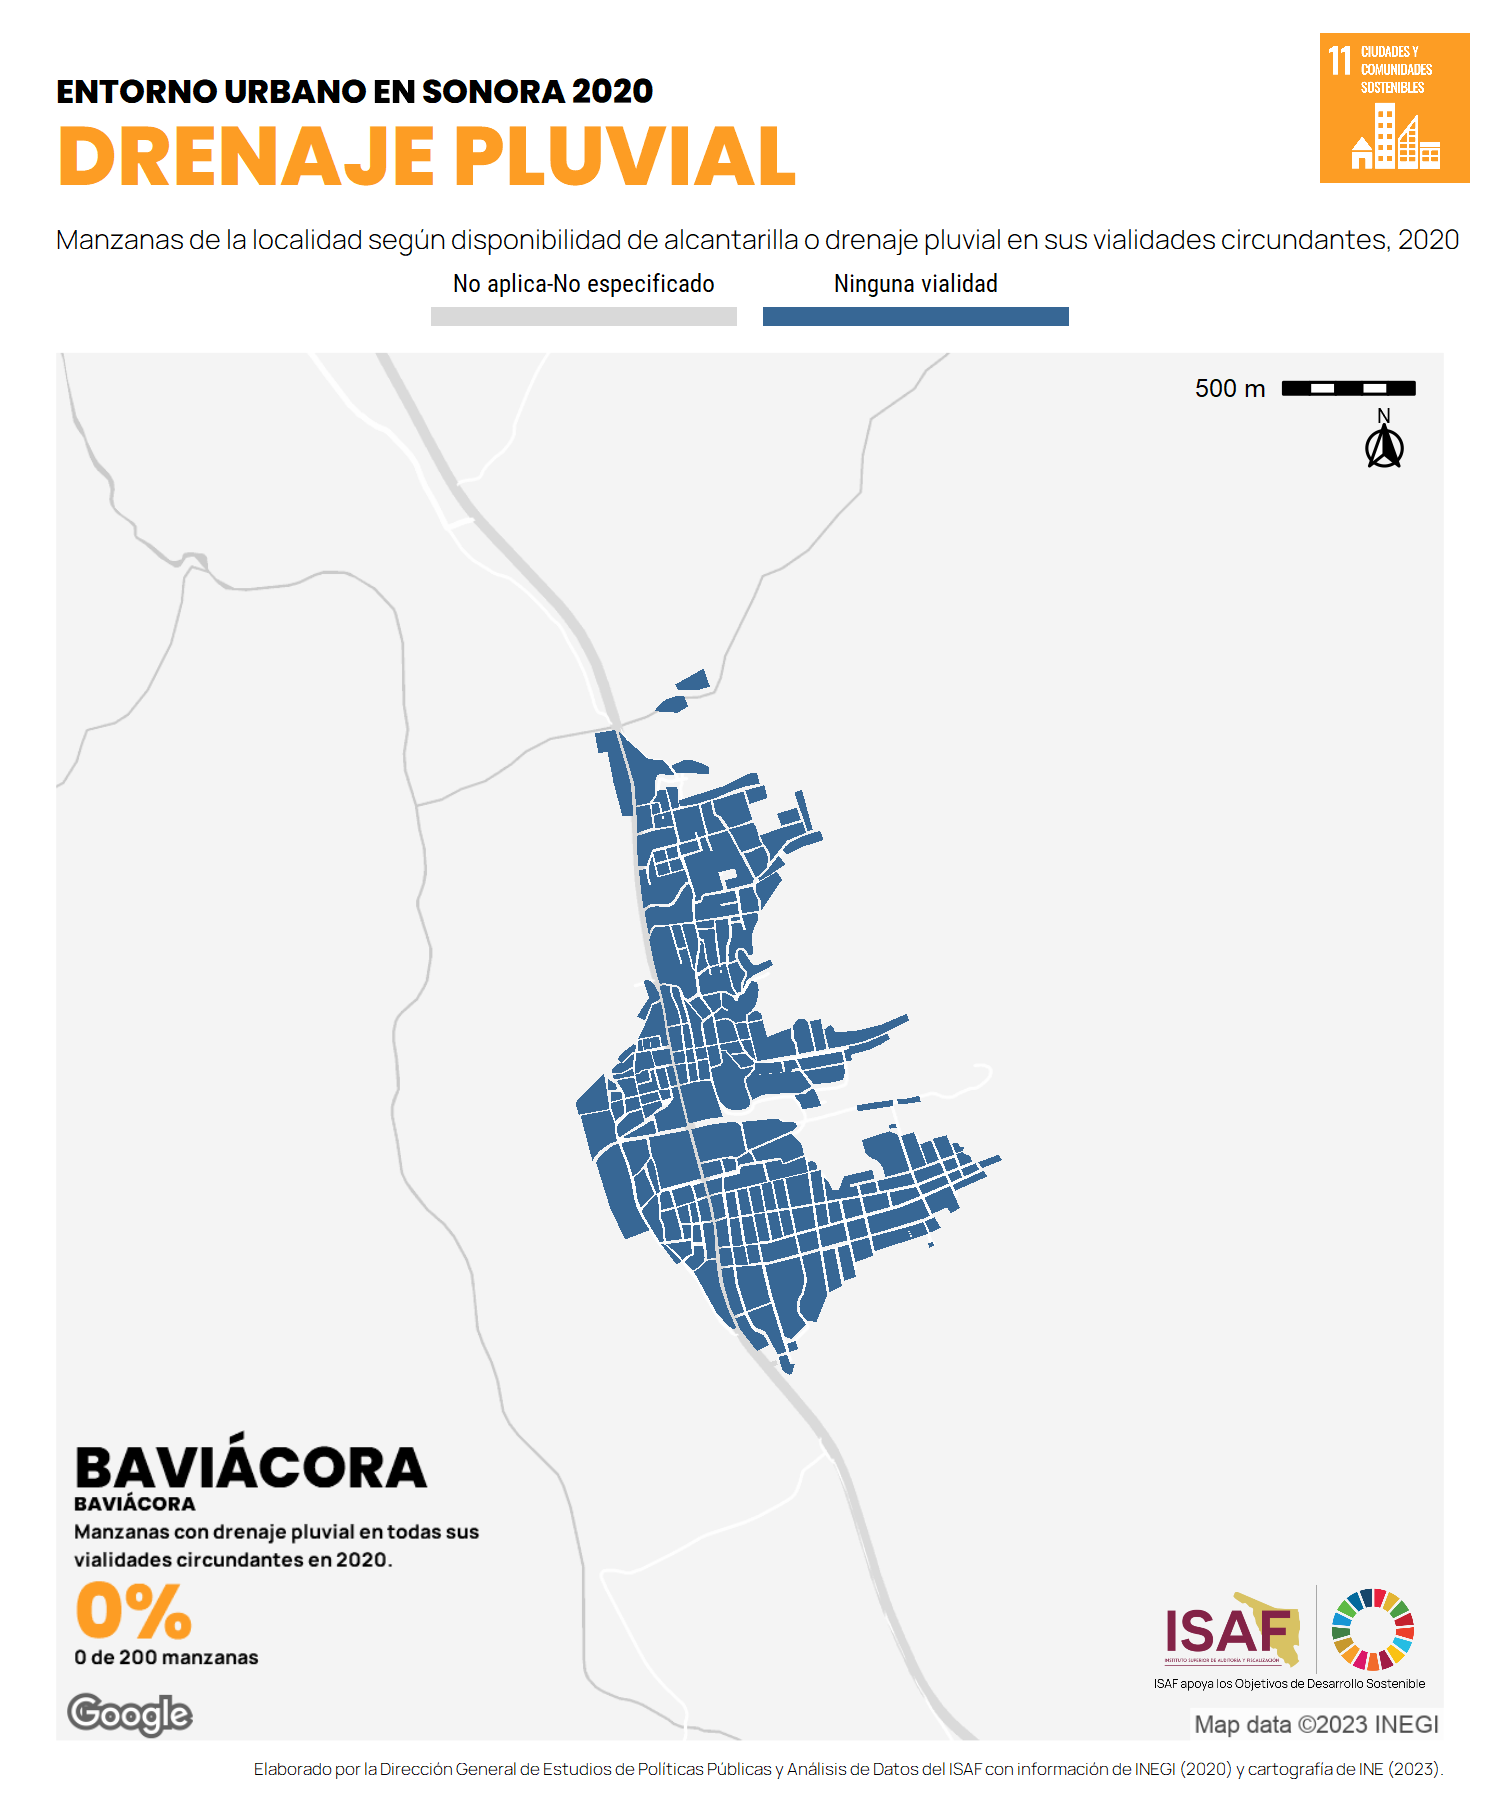 ENTORNO URBANO EN SONORA 2020
DRENAJE PLUVIAL
11 CIUDADES Y
COMUNIDADES
SOSTENIBLES
Manzanas de la localidad según disponibilidad de alcantarilla o drenaje pluvial en sus vialidades circundantes, 2020
No aplica-No especificado
Ninguna vialidad
500 m
N
BAVIÁCORA
BAVIÁCORA
Manzanas con drenaje pluvial en todas sus
vialidades circundantes en 2020.
0%
0 de 200 manzanas
Google
ISAF
INSTITUTO SUPERIOR DE AUDITORÍA Y FISCALIZACIÓN
ISAF apoya los Objetivos de Desarrollo Sostenible
Map data ©2023 INEGI
Elaborado por la Dirección General de Estudios de Políticas Públicas y Análisis de Datos del ISAF con información de INEGI (2020) y cartografía de INE (2023).